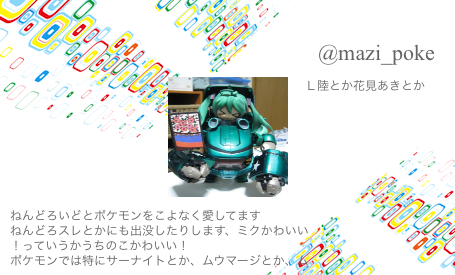 @mazi_poke
L陸とか花見あきとか
ねんどろいどとポケモンをこよなく愛してます
ねんどろスレとかにも出没したりします、ミクかわいい
！っていうかうちのこかわいい！
ポケモンでは特にサーナイトとか、ムウマージとか、